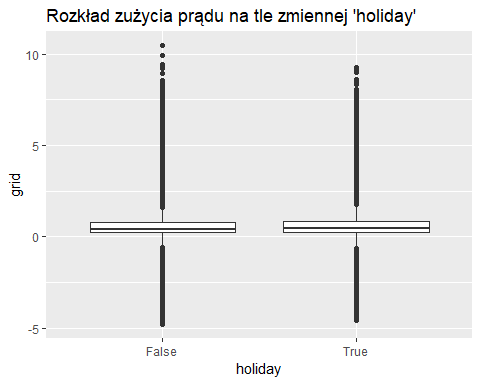 Rozkład zużycia prądu na tle zmiennej 'holiday'
10
5
0
-5
grid
False True
holiday